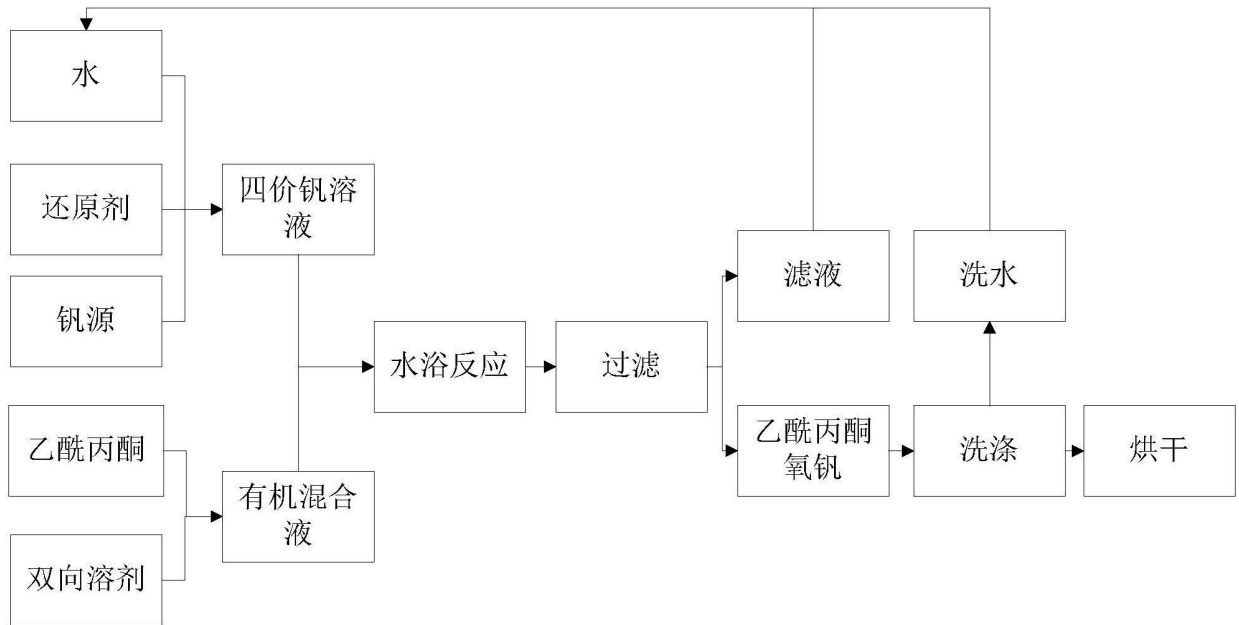 水
还原剂
四价钒溶
液
钒源
滤液
洗水
水浴反应
过滤
乙酰丙酮
双向溶剂
有机混合
液
乙酰丙酮
氧钒
洗涤
烘干